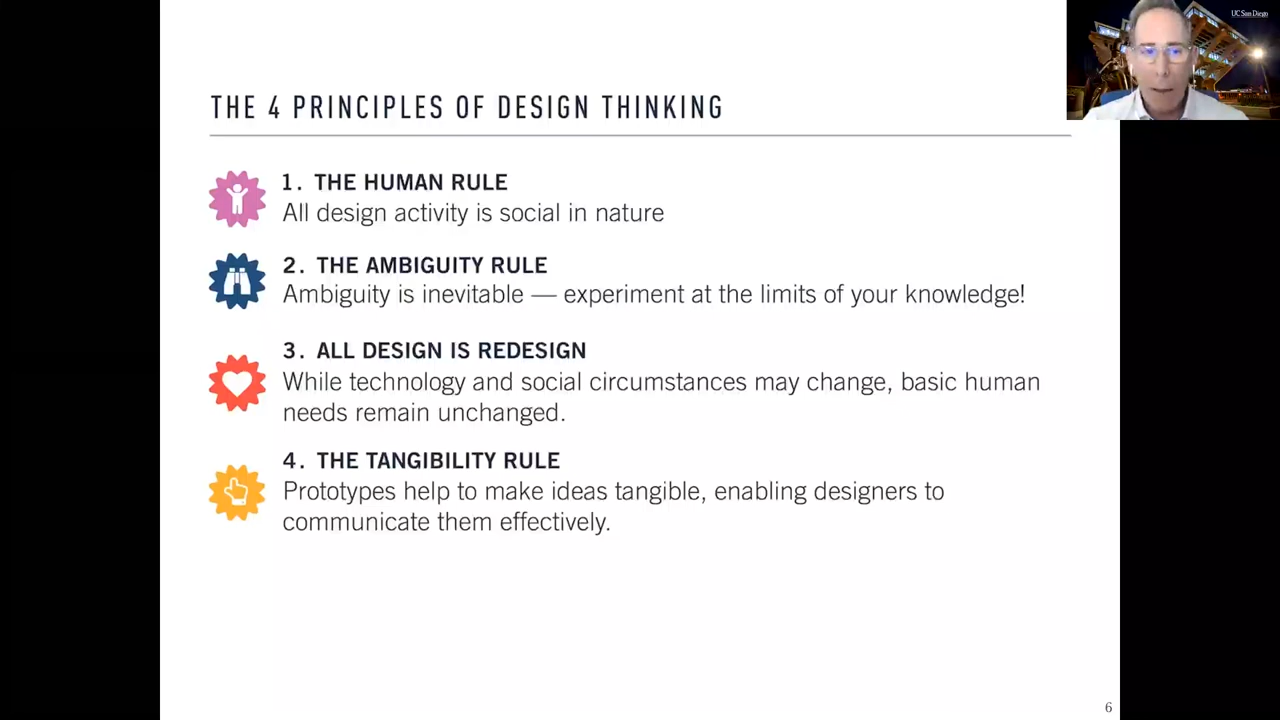 UC San Diego
THE 4 PRINCIPLES OF DESIGN THINKING
1. THE HUMAN RULE
All design activity is social in nature
2. THE AMBIGUITY RULE
Ambiguity is inevitable — experiment at the limits of your knowledge!
3. ALL DESIGN IS REDESIGN
While technology and social circumstances may change, basic human
needs remain unchanged.
4. THE TANGIBILITY RULE
Prototypes help to make ideas tangible, enabling designers to
communicate them effectively.
6